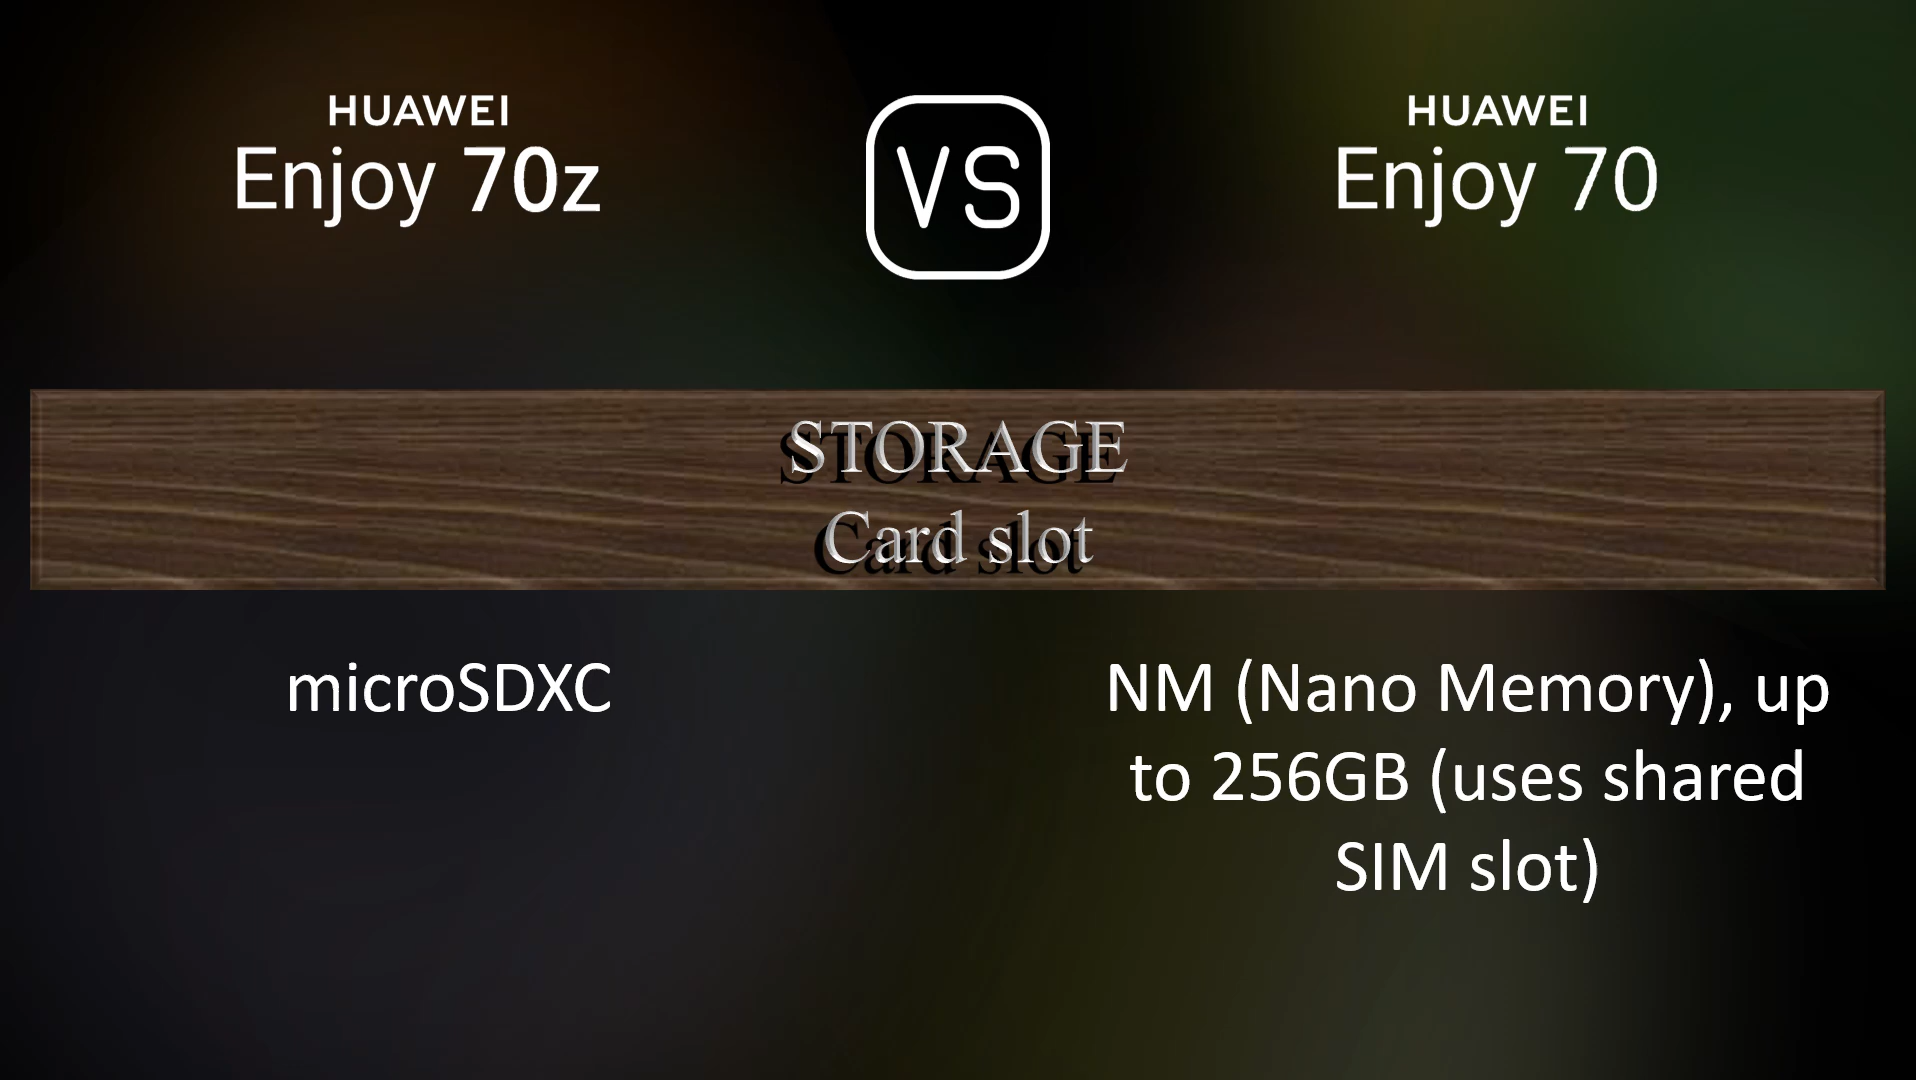 HUAWEI
Enjoy 70z
VS
HUAWEI
Enjoy 70
STORAGE
Card slot
microSDXC
NM (Nano Memory), up
to 256GB (uses shared
SIM slot)